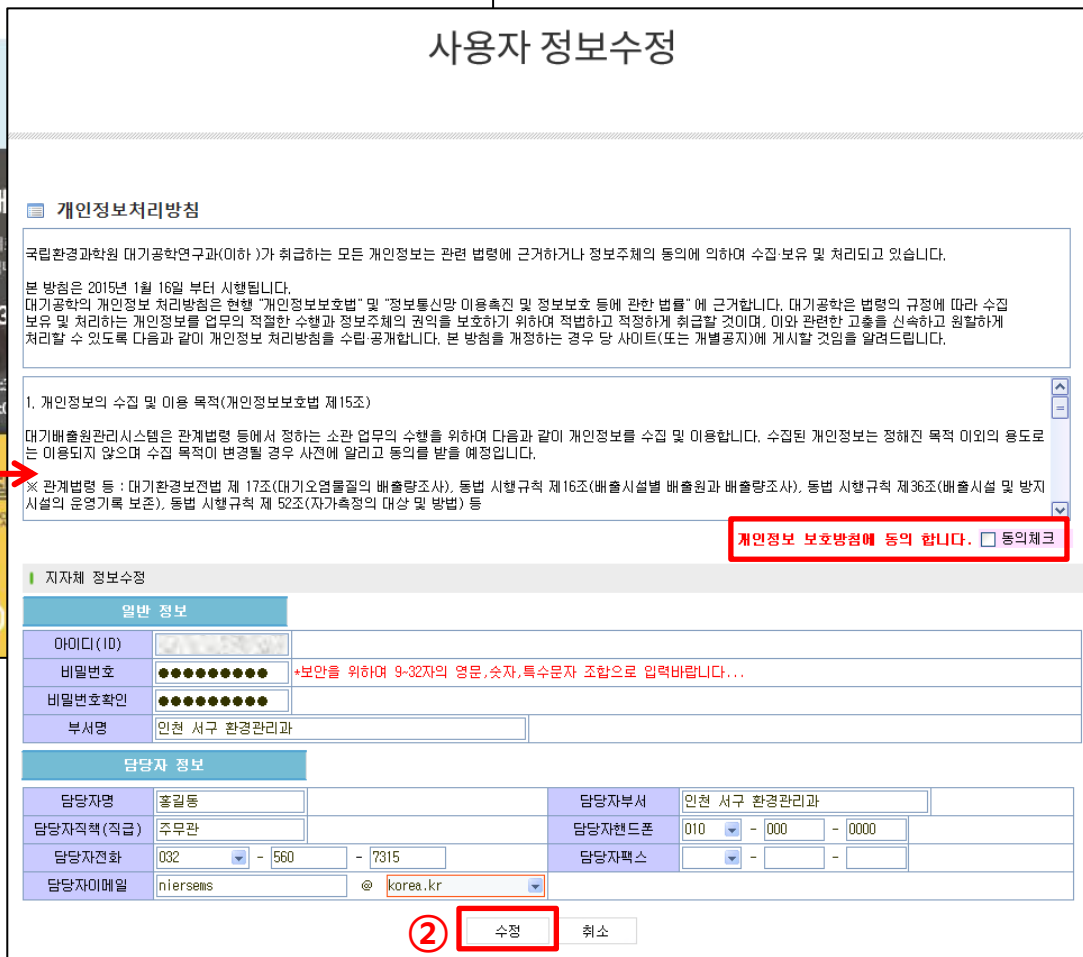 사용자 정보수정
개인정보처리방침
국립환경과학원 대기공학연구과(이하 )가 취급하는 모든 개인정보는 관련 법령에 근거하거나 정보주체의 동의에 의하여 수집·보유 및 처리되고 있습니다.
본 방침은 2015년 1월 16일 부터 시행됩니다.
대기공학의 개인정보 처리방침은 현행 "개인정보보호법" 및 "정보통신망 이용촉진 및 정보보호 등에 관한 법률" 에 근거합니다. 대기공학은 법령의 규정에 따라 수집
보유 및 처리하는 개인정보를 업무의 적절한 수행과 정보주체의 권익을 보호하기 위하여 적법하고 적정하게 취급할 것이며, 이와 관련한 고충을 신속하고 원할하게
처리할 수 있도록 다음과 같이 개인정보 처리방침을 수립·공개합니다. 본 방침을 개정하는 경우 당 사이트(또는 개별공지)에 게시할 것임을 알려드립니다.
1. 개인정보의 수집 및 이용 목적(개인정보보호법 제15조)
대기배출원관리시스템은 관계법령 등에서 정하는 소관 업무의 수행을 위하여 다음과 같이 개인정보를 수집 및 이용합니다. 수집된 개인정보는 정해진 목적 이외의 용도로
는 이용되지 않으며 수집 목적이 변경될 경우 사전에 알리고 동의를 받을 예정입니다.
※ 관계법령 등 : 대기환경보전법 제 17조(대기오염물질의 배출량조사), 동법 시행규칙 제16조(배출시설별 배출원과 배출량조사), 동법 시행규칙 제36조(배출시설 및 방지
시설의 운영기록 보존), 동법 시행규칙 제 52조(자가측정의 대상 및 방법) 등
개인정보 보호방침에 동의 합니다. 동의체크
지자체 정보수정
일반 정보
아이디(ID)
비밀번호 ●●●●●●●●● *보안을 위하여 9~32자의 영문,숫자,특수문자 조합으로 입력바랍니다...
비밀번호확인 ●●●●●●●●●
부서명 인천 서구 환경관리과
담당자 정보
담당자명 홍길동 담당자부서 인천 서구 환경관리과
담당자직책(직급) 주무관 담당자핸드폰 010 - 000 - 0000
담당자전화 032 - 560 - 7315 담당자팩스 - -
담당자이메일 niersems @ korea.kr
② 수정 취소